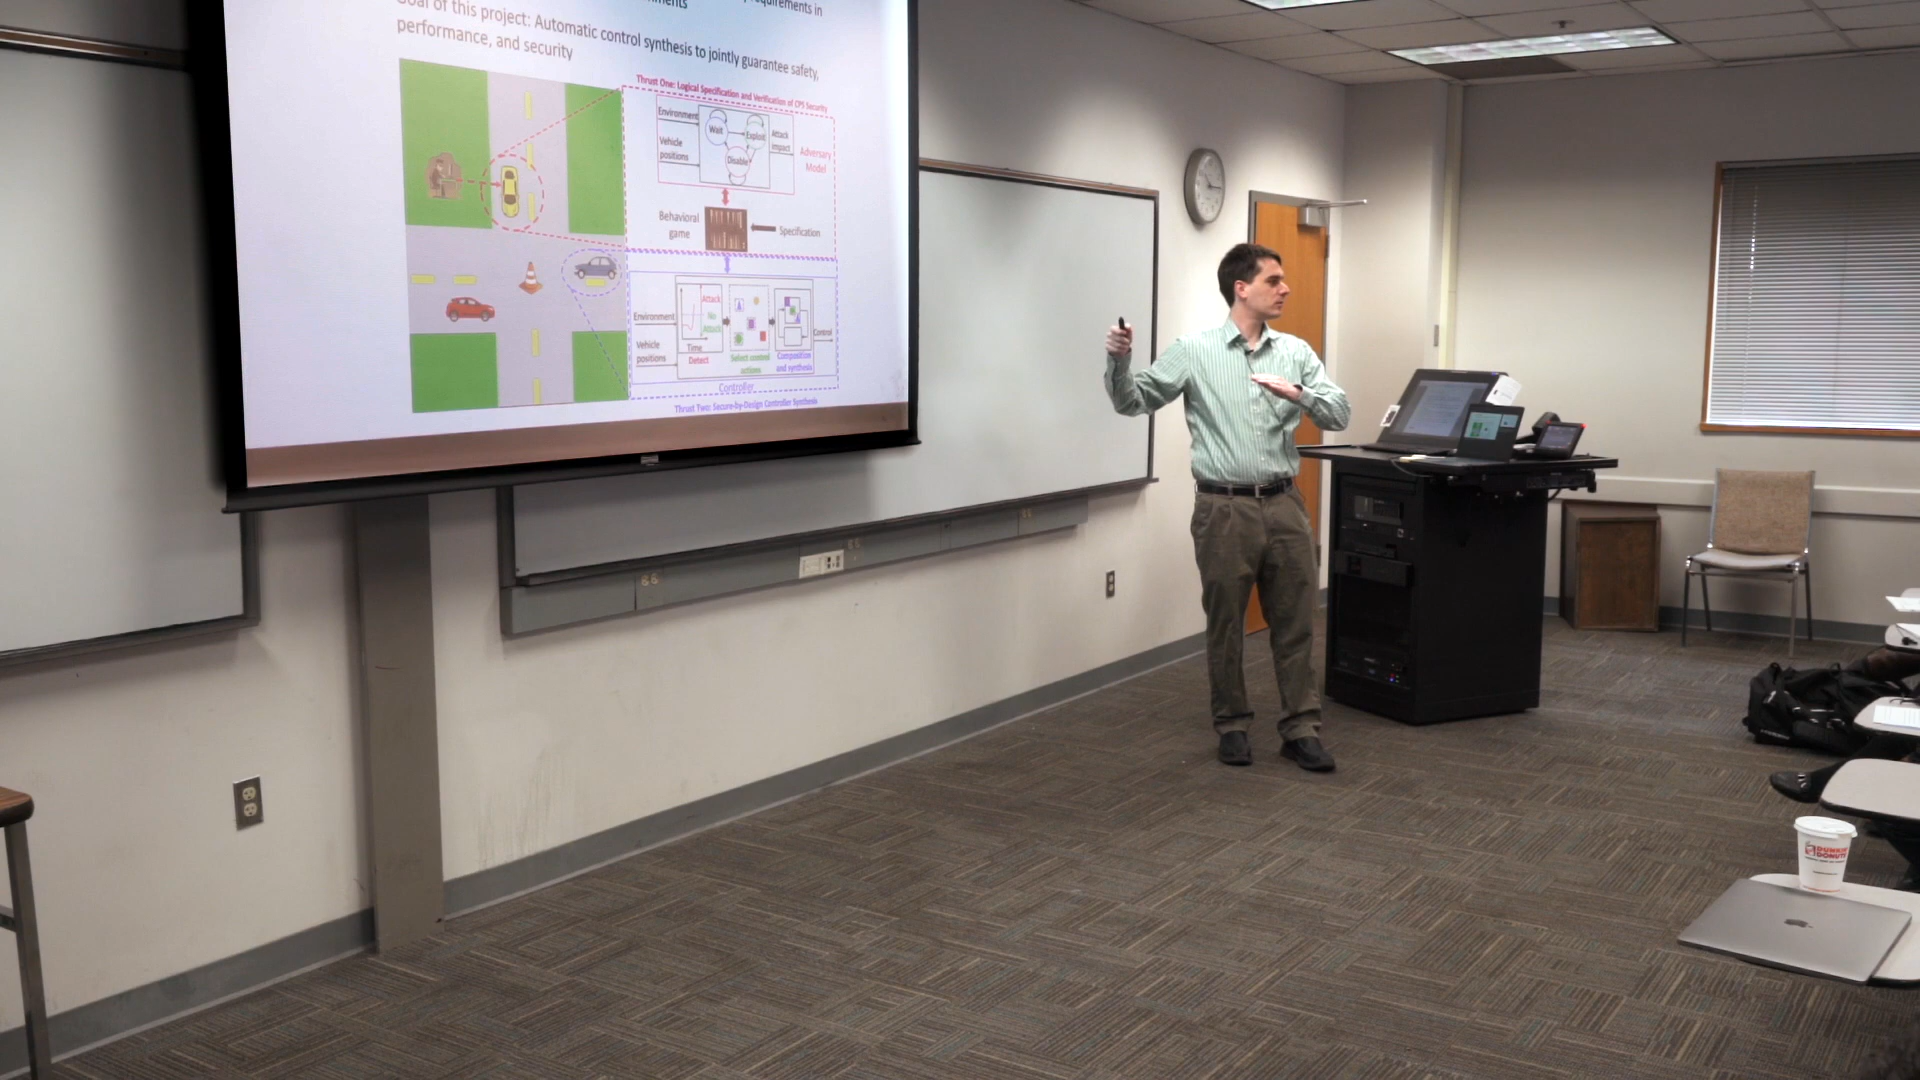 requirements in
Goal of this project: Automatic control synthesis to jointly guarantee safety,
performance, and security
Thrust One: Logical Specification and Verification of CPS Security
Environment
Vehicle
positions
Wait
Exploit
Disable
Attack
impact
Adversary
Model
Behavioral
game
Specification
Environment
Vehicle
positions
Attack
No
Attack
Time
Detect
Select control
actions
Composition
and synthesis
Control
Controller
Thrust Two: Secure-by-Design Controller Synthesis
DUNKIN'
DONUTS